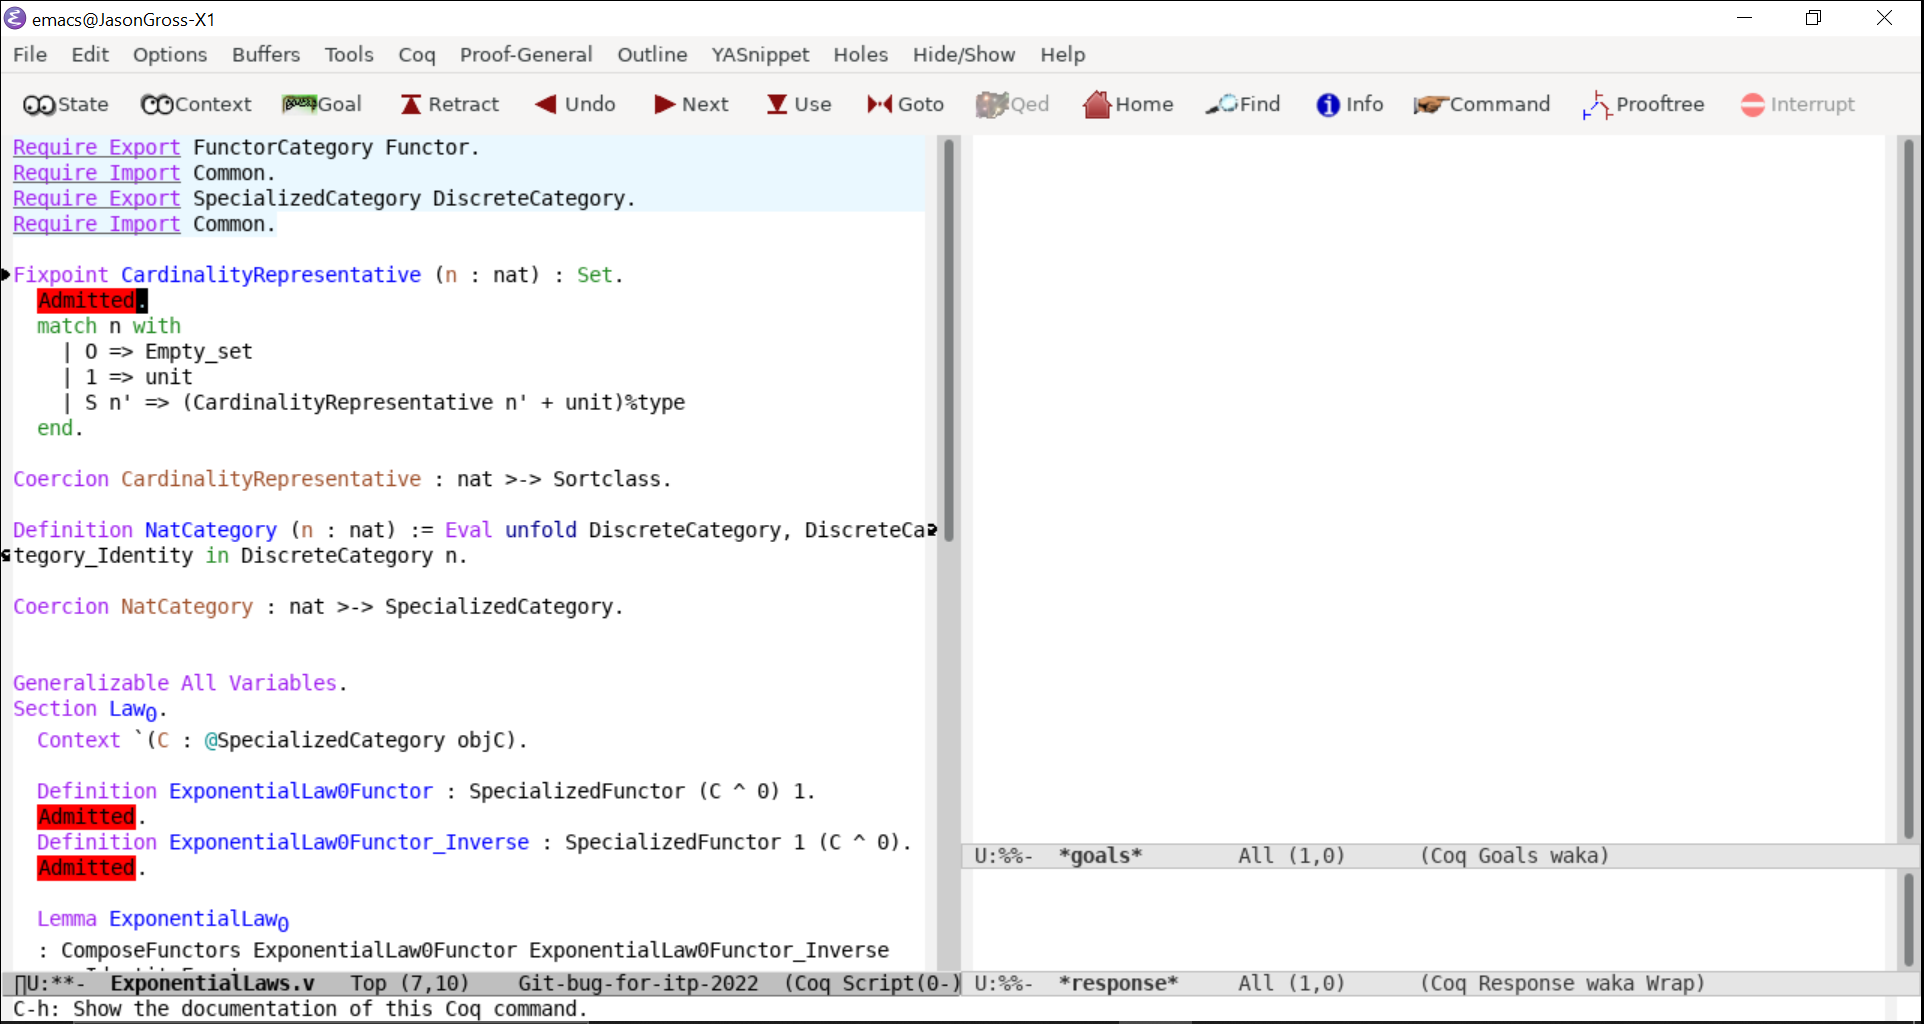 emacs@JasonGross-X1
File Edit Options Buffers Tools Coq Proof-General Outline YASnippet Holes Hide/Show Help
State Context Goal Retract Undo Next Use Goto Qed Home Find Info Command Prooftree Interrupt
Require Export FunctorCategory Functor.
Require Import Common.
Require Export SpecializedCategory DiscreteCategory.
Require Import Common.
Fixpoint CardinalityRepresentative (n : nat) : Set.
  Admitted.
  match n with
    | O => Empty_set
    | 1 => unit
    | S n' => (CardinalityRepresentative n' + unit)%type
  end.
Coercion CardinalityRepresentative : nat >-> Sortclass.
Definition NatCategory (n : nat) := Eval unfold DiscreteCategory, DiscreteCa
tegory_Identity in DiscreteCategory n.
Coercion NatCategory : nat >-> SpecializedCategory.
Generalizable All Variables.
Section Law0.
  Context `(C : @SpecializedCategory objC).
  Definition ExponentialLaw0Functor : SpecializedFunctor (C ^ 0) 1.
  Admitted.
  Definition ExponentialLaw0Functor_Inverse : SpecializedFunctor 1 (C ^ 0).
  Admitted.
  Lemma ExponentialLaw0
  : ComposeFunctors ExponentialLaw0Functor ExponentialLaw0Functor_Inverse
U:**-  ExponentialLaws.v   Top (7,10)    Git-bug-for-itp-2022  (Coq Script(0-)
U:%%-  *goals*        All (1,0)      (Coq Goals waka)
U:%%-  *response*     All (1,0)      (Coq Response waka Wrap)
C-h: Show the documentation of this Coq command.